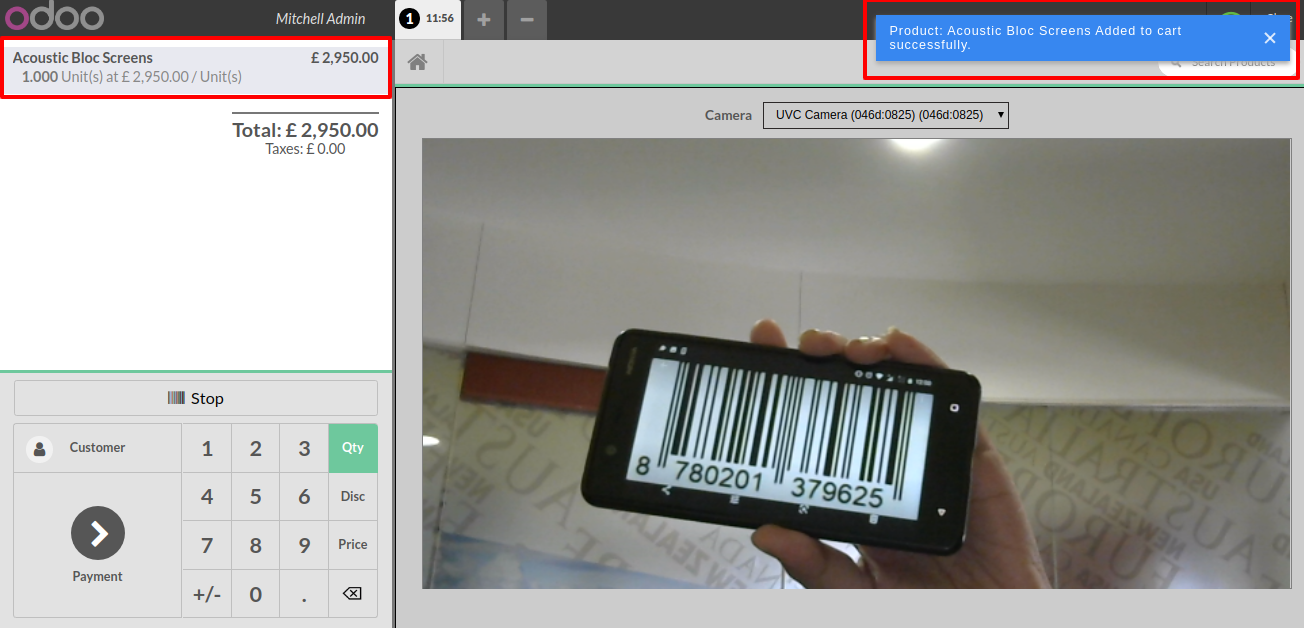 odoo
Mitchell Admin
1 11:56
Product: Acoustic Bloc Screens Added to cart
successfully.
Search Products
Acoustic Bloc Screens £ 2,950.00
1.000 Unit(s) at £ 2,950.00 / Unit(s)
Total: £ 2,950.00
Taxes: £ 0.00
Camera UVC Camera (046d:0825) (046d:0825)
8 780201 379625
Stop
Customer 1 2 3 Qty
4 5 6 Disc
7 8 9 Price
Payment
+/- 0 .